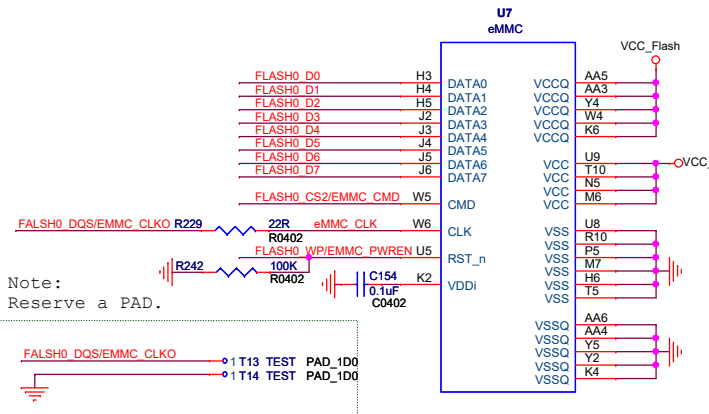 U7
eMMC
VCC_Flash
FLASH0_D0 H3 DATA0 VCCQ AA5
FLASH0_D1 H4 DATA1 VCCQ AA3
FLASH0_D2 H5 DATA2 VCCQ Y4
FLASH0_D3 J2 DATA3 VCCQ W4
FLASH0_D4 J3 DATA4 VCCQ K6
FLASH0_D5 J4 DATA5
FLASH0_D6 J5 DATA6 VCC U9 VCC_
FLASH0_D7 J6 DATA7 VCC T10
VCC N5
FLASH0_CS2/EMMC_CMD W5 CMD VCC M6
FALSH0_DQS/EMMC_CLKO R229 22R eMMC_CLK W6 CLK VSS U8
R0402 VSS R10
FLASH0_WP/EMMC_PWREN U5 RST_n VSS P5
R242 100K VSS M7
R0402 C154 K2 VDDi VSS H6
0.1uF VSS T5
C0402
Note:
Reserve a PAD.
VSSQ AA6
VSSQ AA4
VSSQ Y5
VSSQ Y2
VSSQ K4
FALSH0_DQS/EMMC_CLKO 1 T13 TEST PAD_1D0
1 T14 TEST PAD_1D0